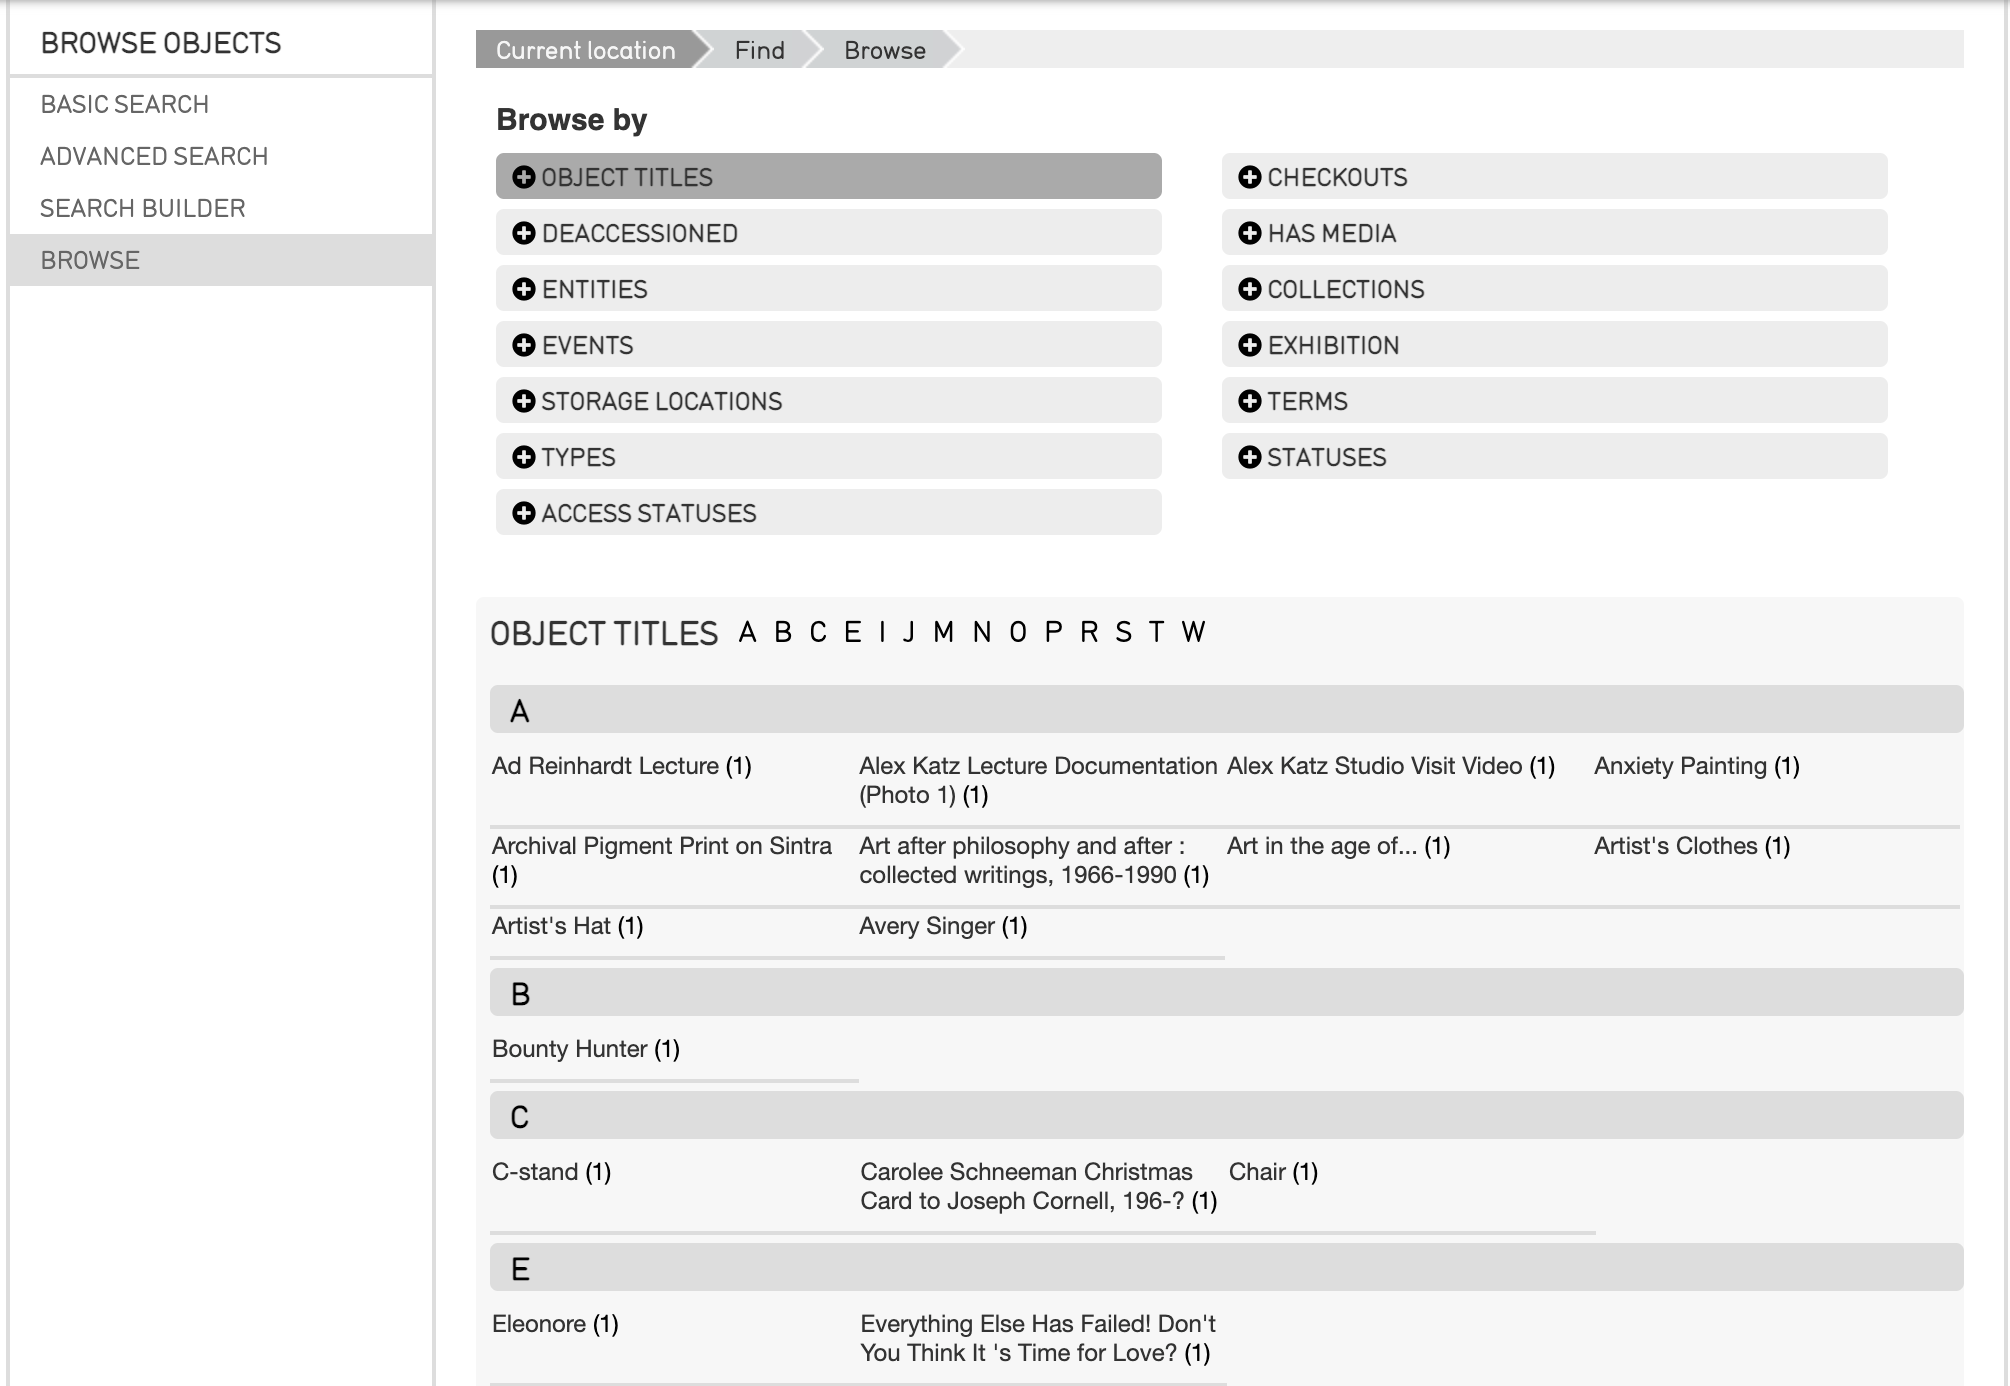 BROWSE OBJECTS
BASIC SEARCH
ADVANCED SEARCH
SEARCH BUILDER
BROWSE
Current location Find Browse
Browse by
OBJECT TITLES
CHECKOUTS
DEACCESSIONED
HAS MEDIA
ENTITIES
COLLECTIONS
EVENTS
EXHIBITION
STORAGE LOCATIONS
TERMS
TYPES
STATUSES
ACCESS STATUSES
OBJECT TITLES A B C E I J M N O P R S T W
A
Ad Reinhardt Lecture (1)
Alex Katz Lecture Documentation
(Photo 1) (1)
Alex Katz Studio Visit Video (1)
Anxiety Painting (1)
Archival Pigment Print on Sintra
(1)
Art after philosophy and after :
collected writings, 1966-1990 (1)
Art in the age of... (1)
Artist's Clothes (1)
Artist's Hat (1)
Avery Singer (1)
B
Bounty Hunter (1)
C
C-stand (1)
Carolee Schneeman Christmas
Card to Joseph Cornell, 196-? (1)
Chair (1)
E
Eleonore (1)
Everything Else Has Failed! Don't
You Think It 's Time for Love? (1)